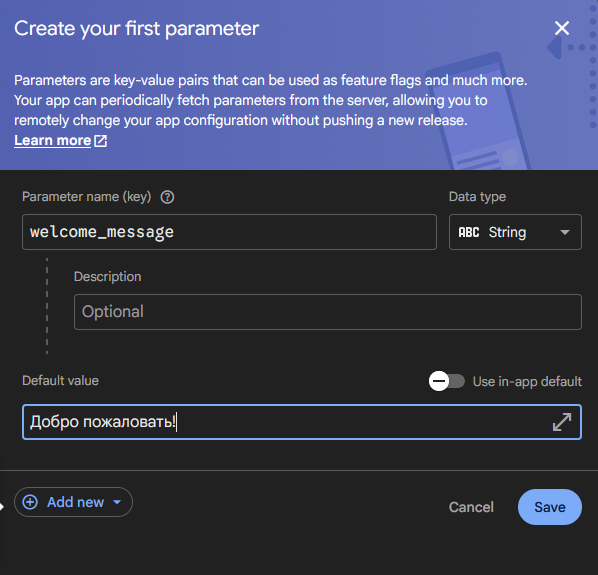 Create your first parameter
Parameters are key-value pairs that can be used as feature flags and much more.
Your app can periodically fetch parameters from the server, allowing you to
remotely change your app configuration without pushing a new release.
Learn more
Parameter name (key)
Data type
welcome_message
ABC String
Description
Optional
Default value
Use in-app default
Добро пожаловать!
Add new
Cancel
Save